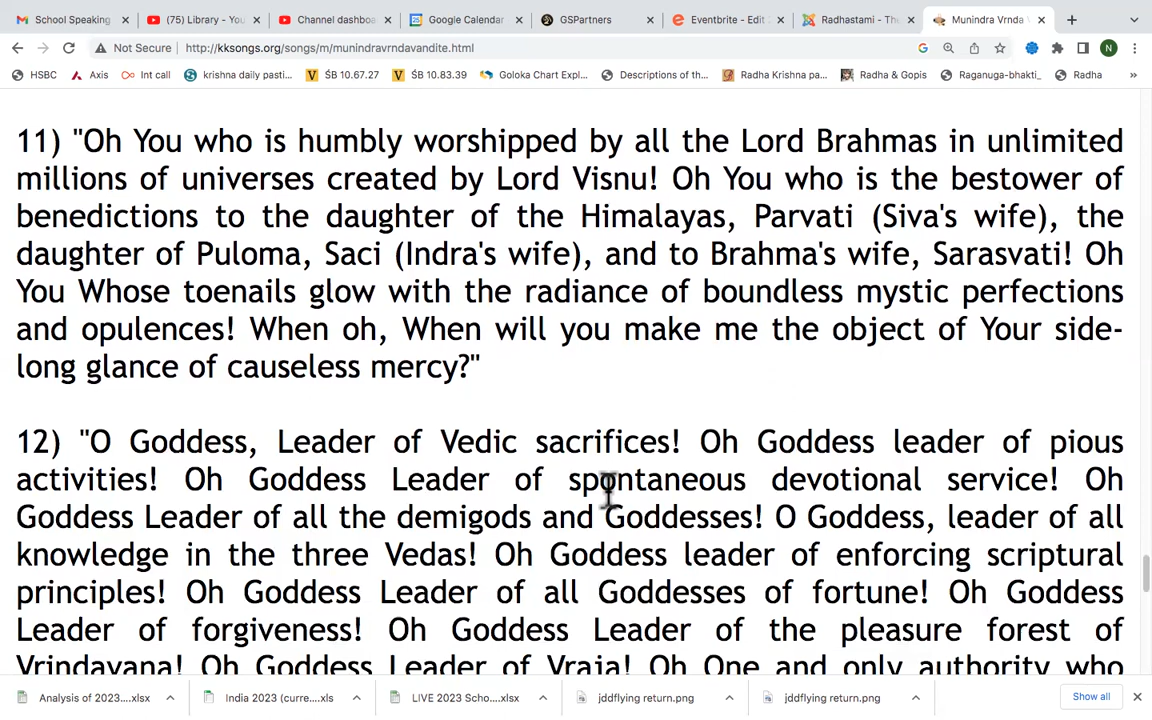 School Speaking
(75) Library - You
Channel dashboa
Google Calendar
GSPartners
Eventbrite - Edit
Radhastami - The
Munindra Vrnda
Not Secure
http://kksongs.org/songs/m/munindravrndavandite.html
N
HSBC
Axis
Int call
krishna daily pasti...
ŚB 10.67.27
ŚB 10.83.39
Goloka Chart Expl...
Descriptions of th...
Radha Krishna pa...
Radha & Gopis
Raganuga-bhakti_
Radha
»
11) "Oh You who is humbly worshipped by all the Lord Brahmas in unlimited
millions of universes created by Lord Visnu! Oh You who is the bestower of
benedictions to the daughter of the Himalayas, Parvati (Siva's wife), the
daughter of Puloma, Saci (Indra's wife), and to Brahma's wife, Sarasvati! Oh
You Whose toenails glow with the radiance of boundless mystic perfections
and opulences! When oh, When will you make me the object of Your side-
long glance of causeless mercy?"
12) "O Goddess, Leader of Vedic sacrifices! Oh Goddess leader of pious
activities! Oh Goddess Leader of spontaneous devotional service! Oh
Goddess Leader of all the demigods and Goddesses! O Goddess, leader of all
knowledge in the three Vedas! Oh Goddess leader of enforcing scriptural
principles! Oh Goddess Leader of all Goddesses of fortune! Oh Goddess
Leader of forgiveness! Oh Goddess Leader of the pleasure forest of
Vrindavana! Oh Goddess Leader of Vraja! Oh One and only authority who
Analysis of 2023....xlsx
India 2023 (curre....xls
LIVE 2023 Scho....xlsx
jddflying return.png
jddflying return.png
Show all